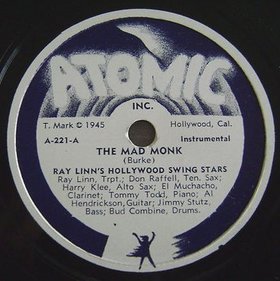 ATOMIC
INC.
T. Mark © 1945
Hollywood, Cal.
A-221-A
Instrumental
THE MAD MONK
(Burke)
RAY LINN'S HOLLYWOOD SWING STARS
Ray Linn, Trpt.; Don Raffell, Ten. Sax;
Harry Klee, Alto Sax; El Muchacho,
Clarinet; Tommy Todd, Piano; Al
Hendrickson, Guitar; Jimmy Stutz,
Bass; Bud Combine, Drums.